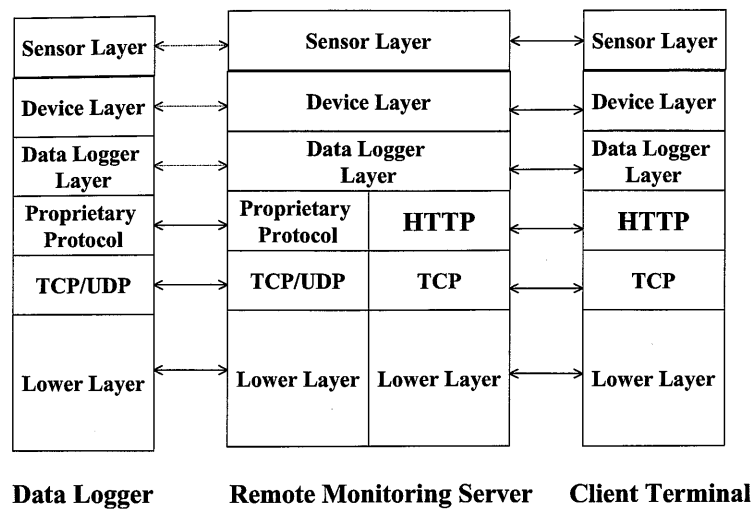 Sensor Layer
Sensor Layer
Sensor Layer
Device Layer
Device Layer
Device Layer
Data Logger
Layer
Data Logger
Layer
Data Logger
Layer
Proprietary
Protocol
Proprietary
Protocol
HTTP
HTTP
TCP/UDP
TCP/UDP
TCP
TCP
Lower Layer
Lower Layer
Lower Layer
Lower Layer
Data Logger
Remote Monitoring Server
Client Terminal